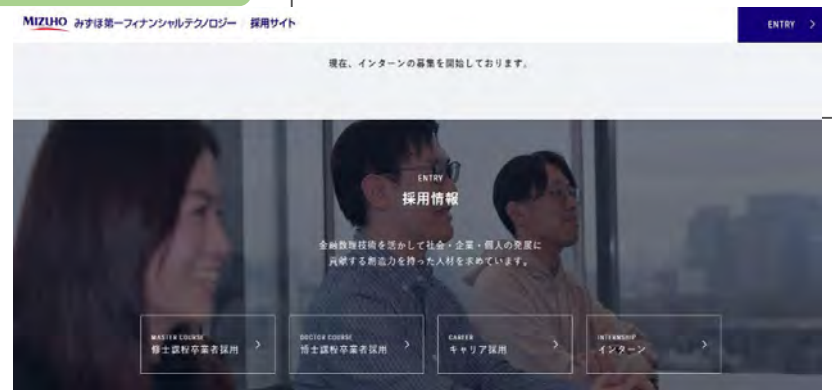 MIZUHO みずほ第一フィナンシャルテクノロジー 採用サイト
ENTRY >
現在、インターンの募集を開始しております。
ENTRY
採用情報
金融数理技術を活かして社会・企業・個人の発展に
貢献する創造力を持った人材を求めています。
MASTER COURSE
修士課程卒業者採用 >
DOCTOR COURSE
博士課程卒業者採用 >
CAREER
キャリア採用 >
INTERNSHIP
インターン >